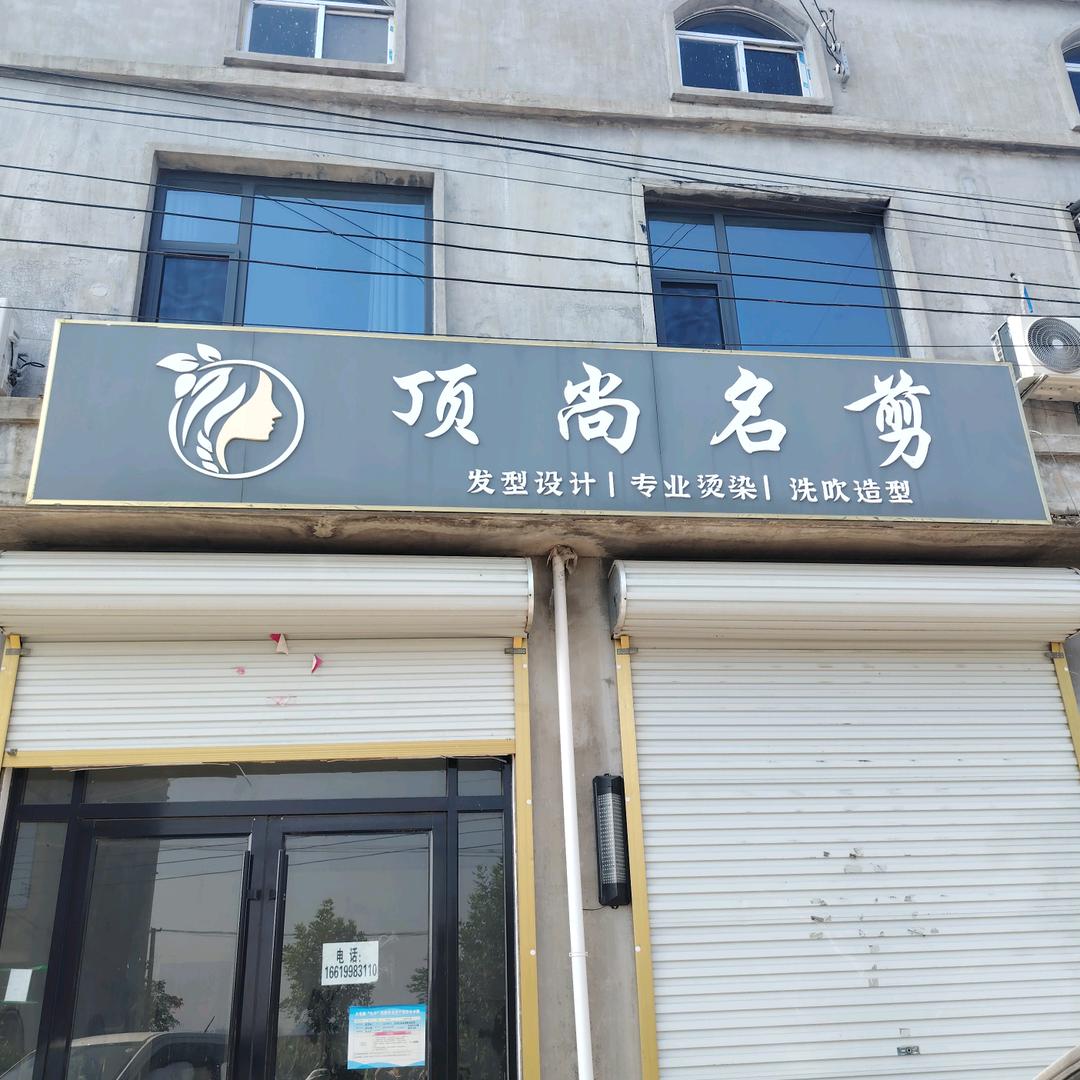 顶尚名剪
发型设计 | 专业烫染 | 洗吹造型
电话:
16619983110